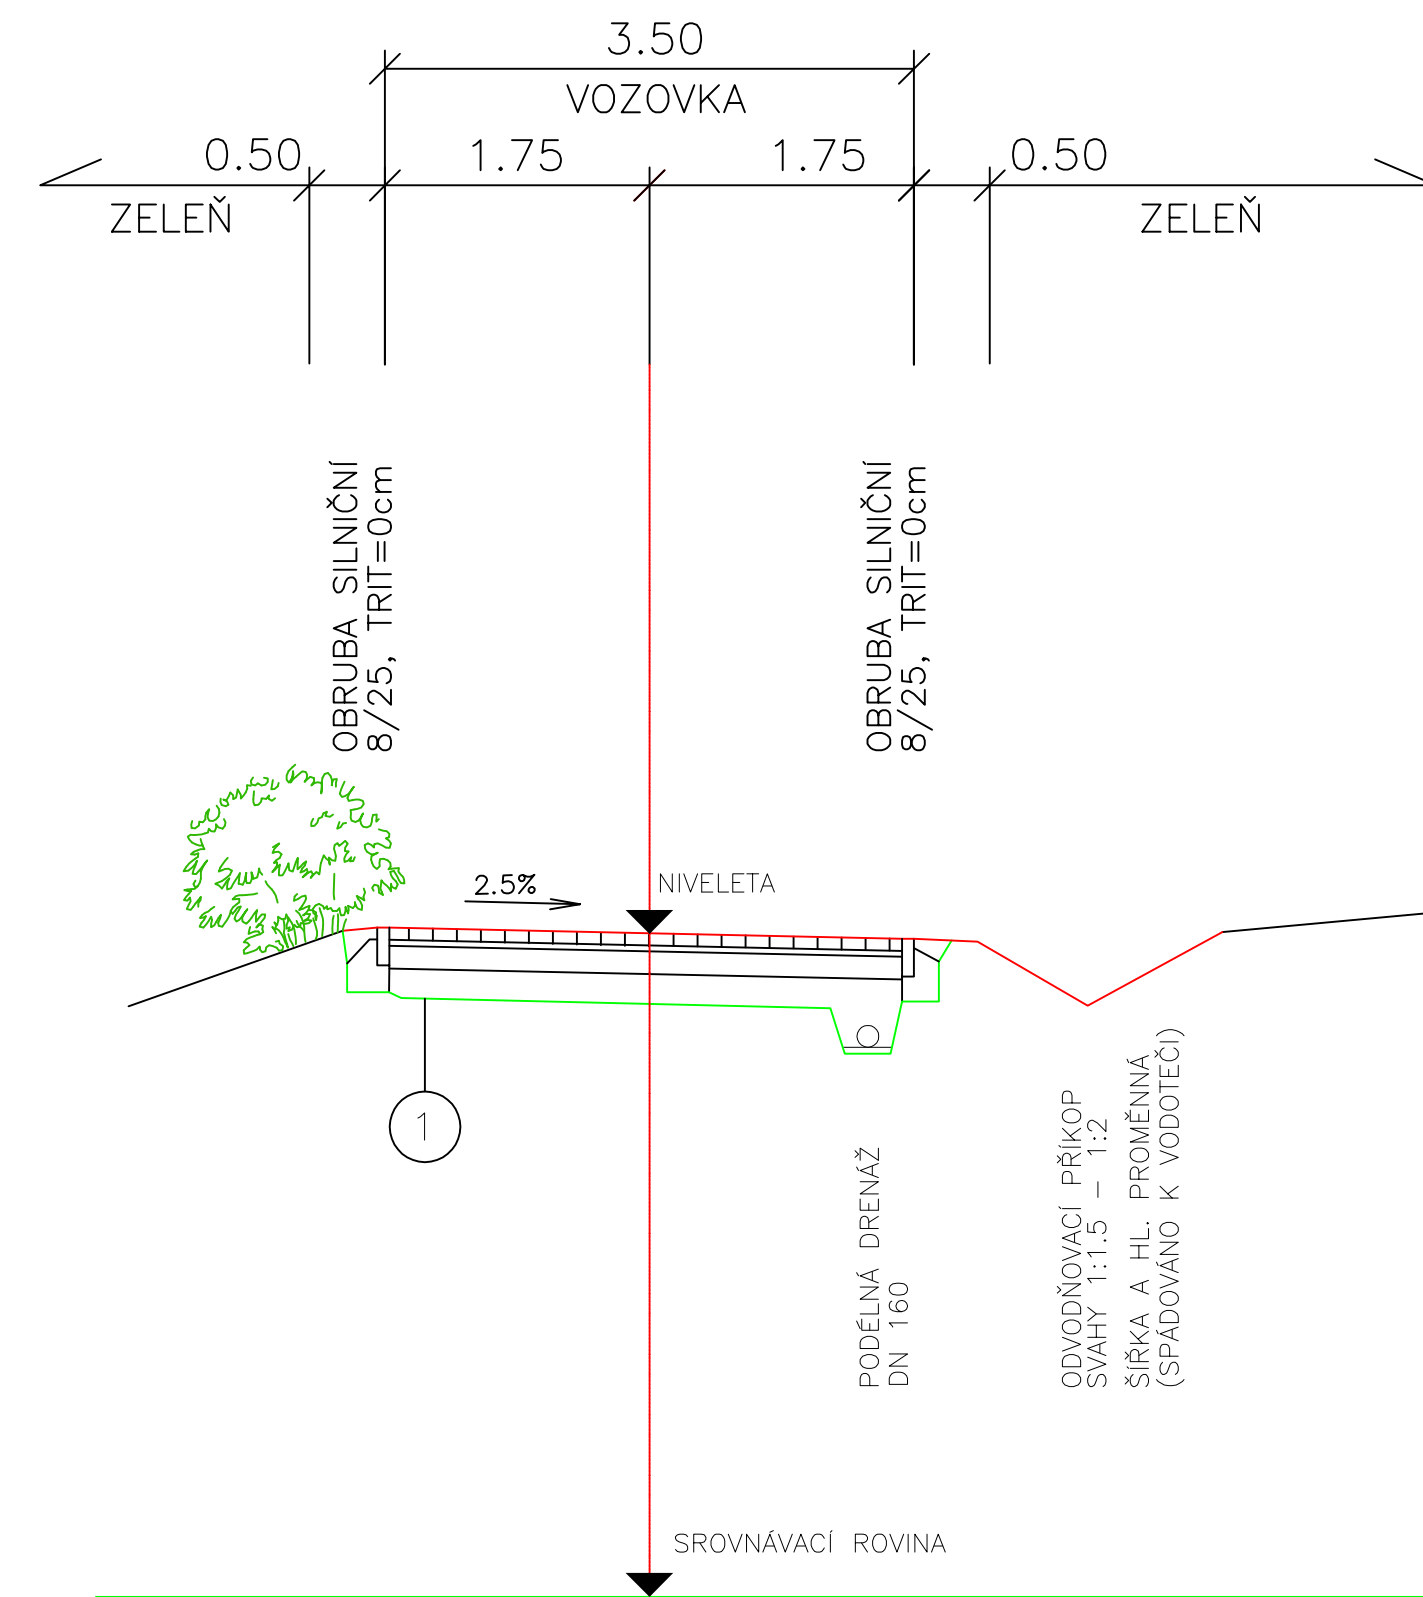 3.50
VOZOVKA
0.50
1.75
1.75
0.50
ZELEŇ
ZELEŇ
OBRUBA SILNIČNÍ
8/25, TRIT=0cm
OBRUBA SILNIČNÍ
8/25, TRIT=0cm
2.5%
NIVELETA
1
PODÉLNÁ DRENÁŽ
DN 160
ODVODŇOVACÍ PŘÍKOP
SVAHY 1:1.5 – 1:2
ŠÍŘKA A HL. PROMĚNNÁ
(SPÁDOVÁNO K VODOTEČI)
SROVNÁVACÍ ROVINA